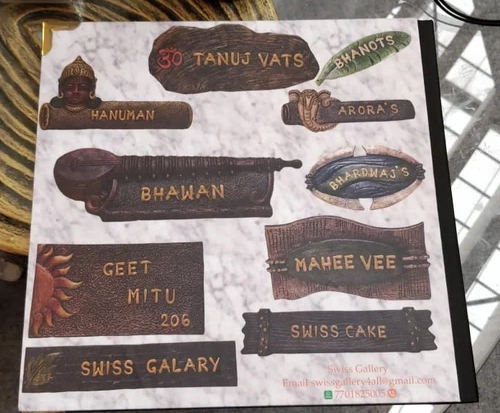 ॐ TANUJ VATS
BHANOTS
HANUMAN
ARORA'S
BHAWAN
BHARDWAJ'S
GEET
MITU
206
MAHEE VEE
SWISS CAKE
SWISS GALARY
Swiss Gallery
Email:swissgallery4all@gmail.com
7701825005